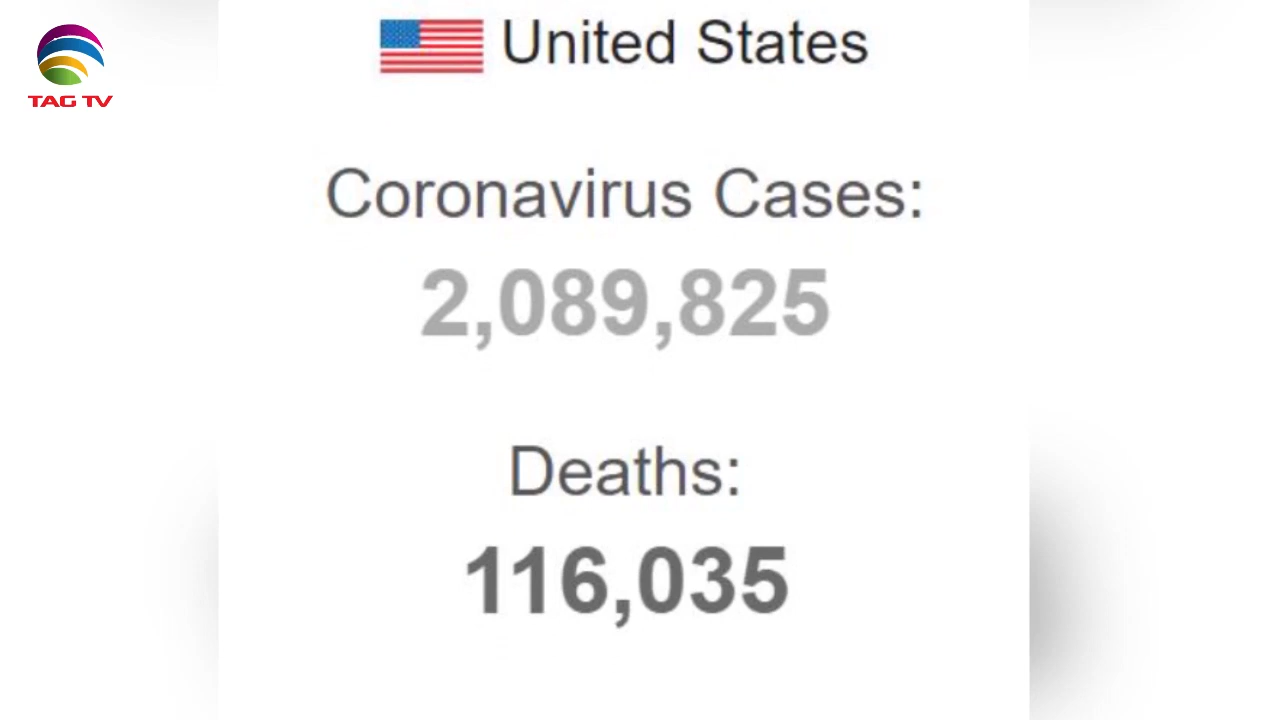 TAG TV
United States
Coronavirus Cases:
2,089,825
Deaths:
116,035